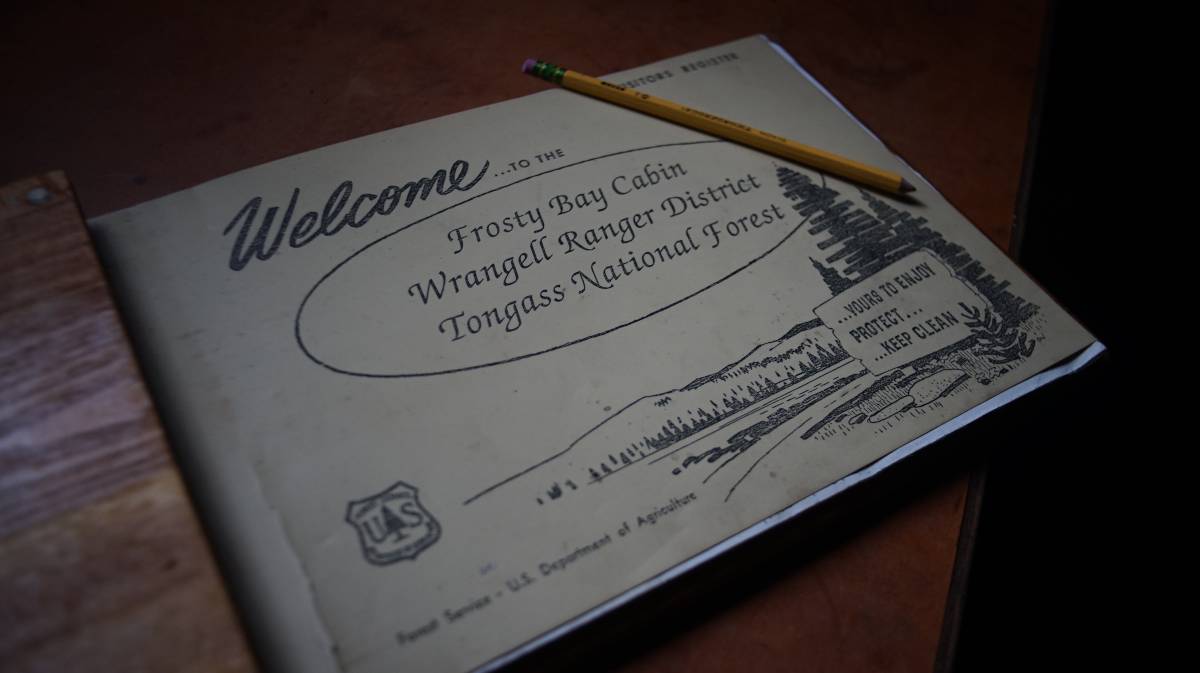 VISITORS REGISTER
Welcome ...TO THE
Frosty Bay Cabin
Wrangell Ranger District
Tongass National Forest
...YOURS TO ENJOY
PROTECT...
...KEEP CLEAN
U S
Forest Service - U.S. Department of Agriculture